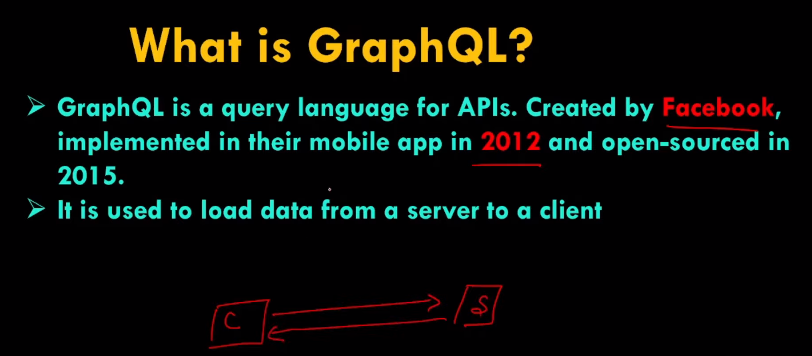 What is GraphQL?
➤ GraphQL is a query language for APIs. Created by Facebook,
implemented in their mobile app in 2012 and open-sourced in
2015.
➤ It is used to load data from a server to a client
C S